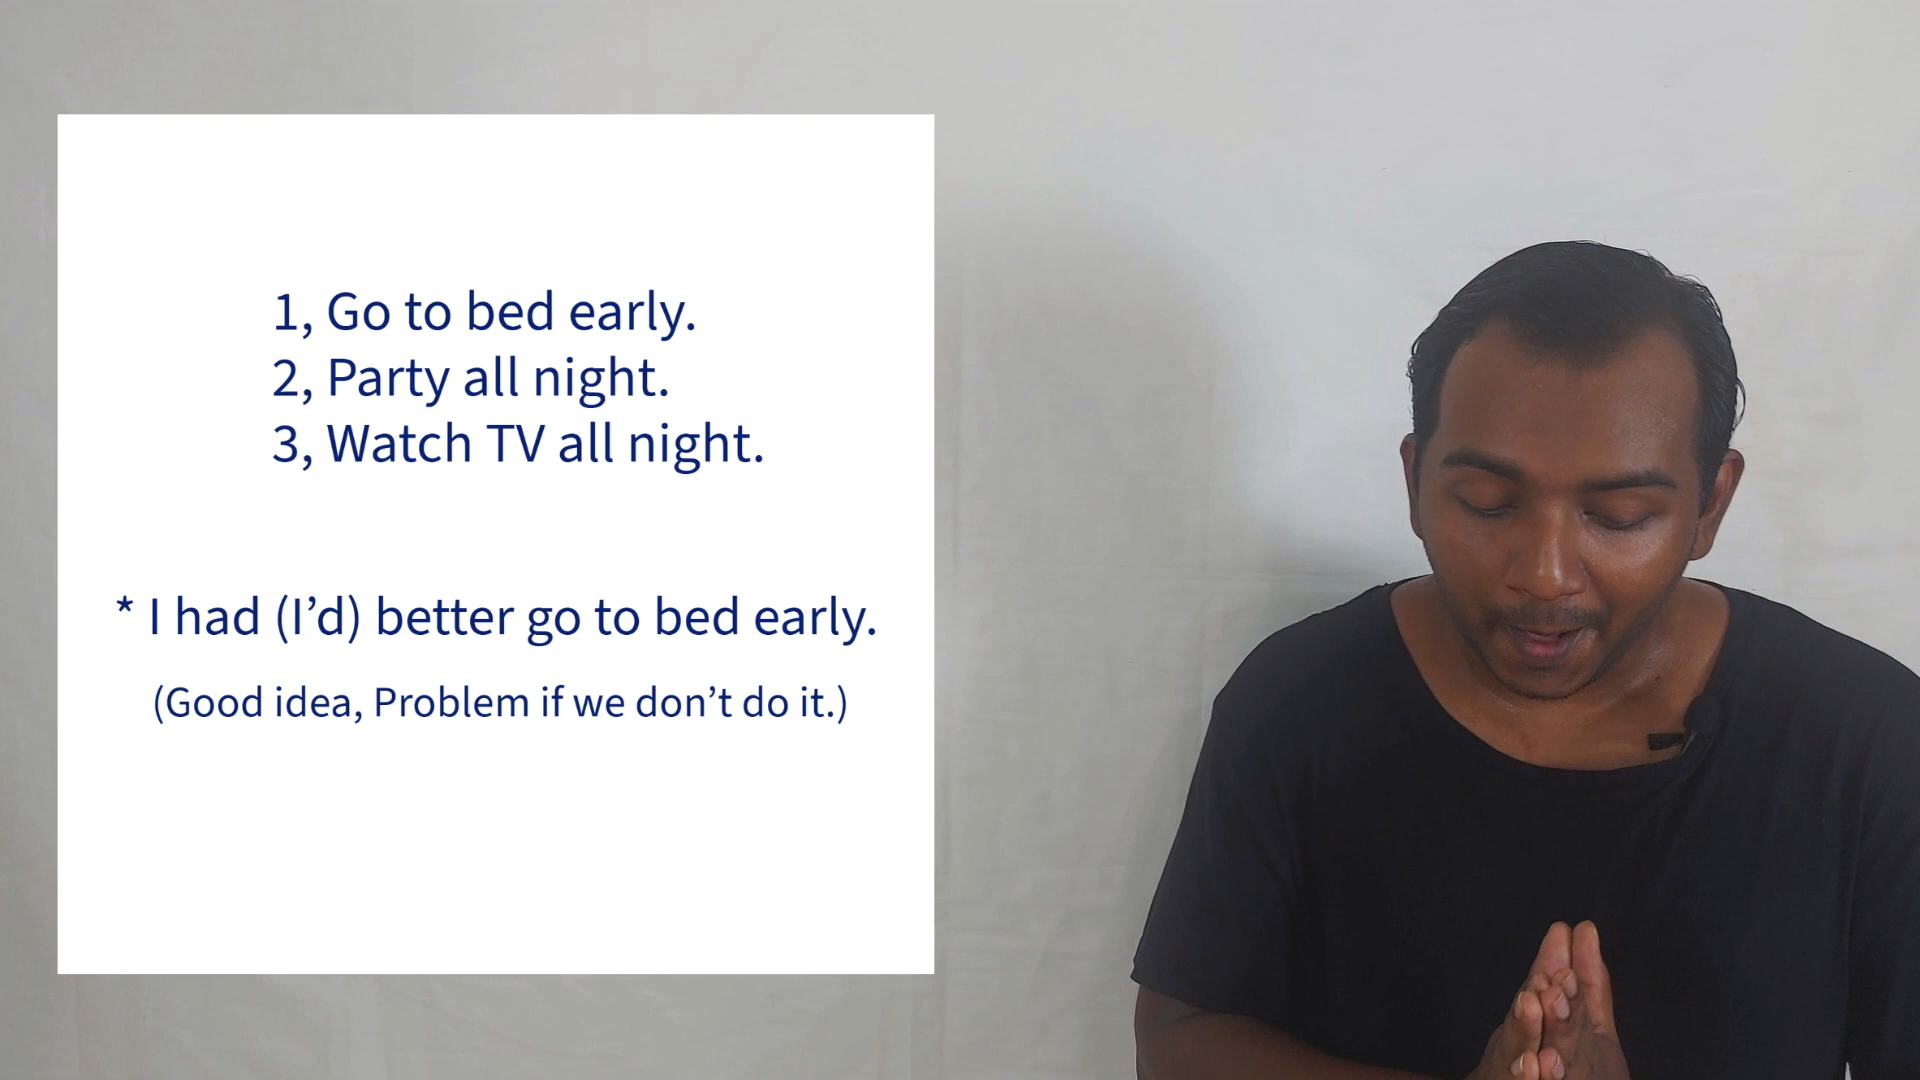 1, Go to bed early.
2, Party all night.
3, Watch TV all night.
* I had (I’d) better go to bed early.
(Good idea, Problem if we don’t do it.)